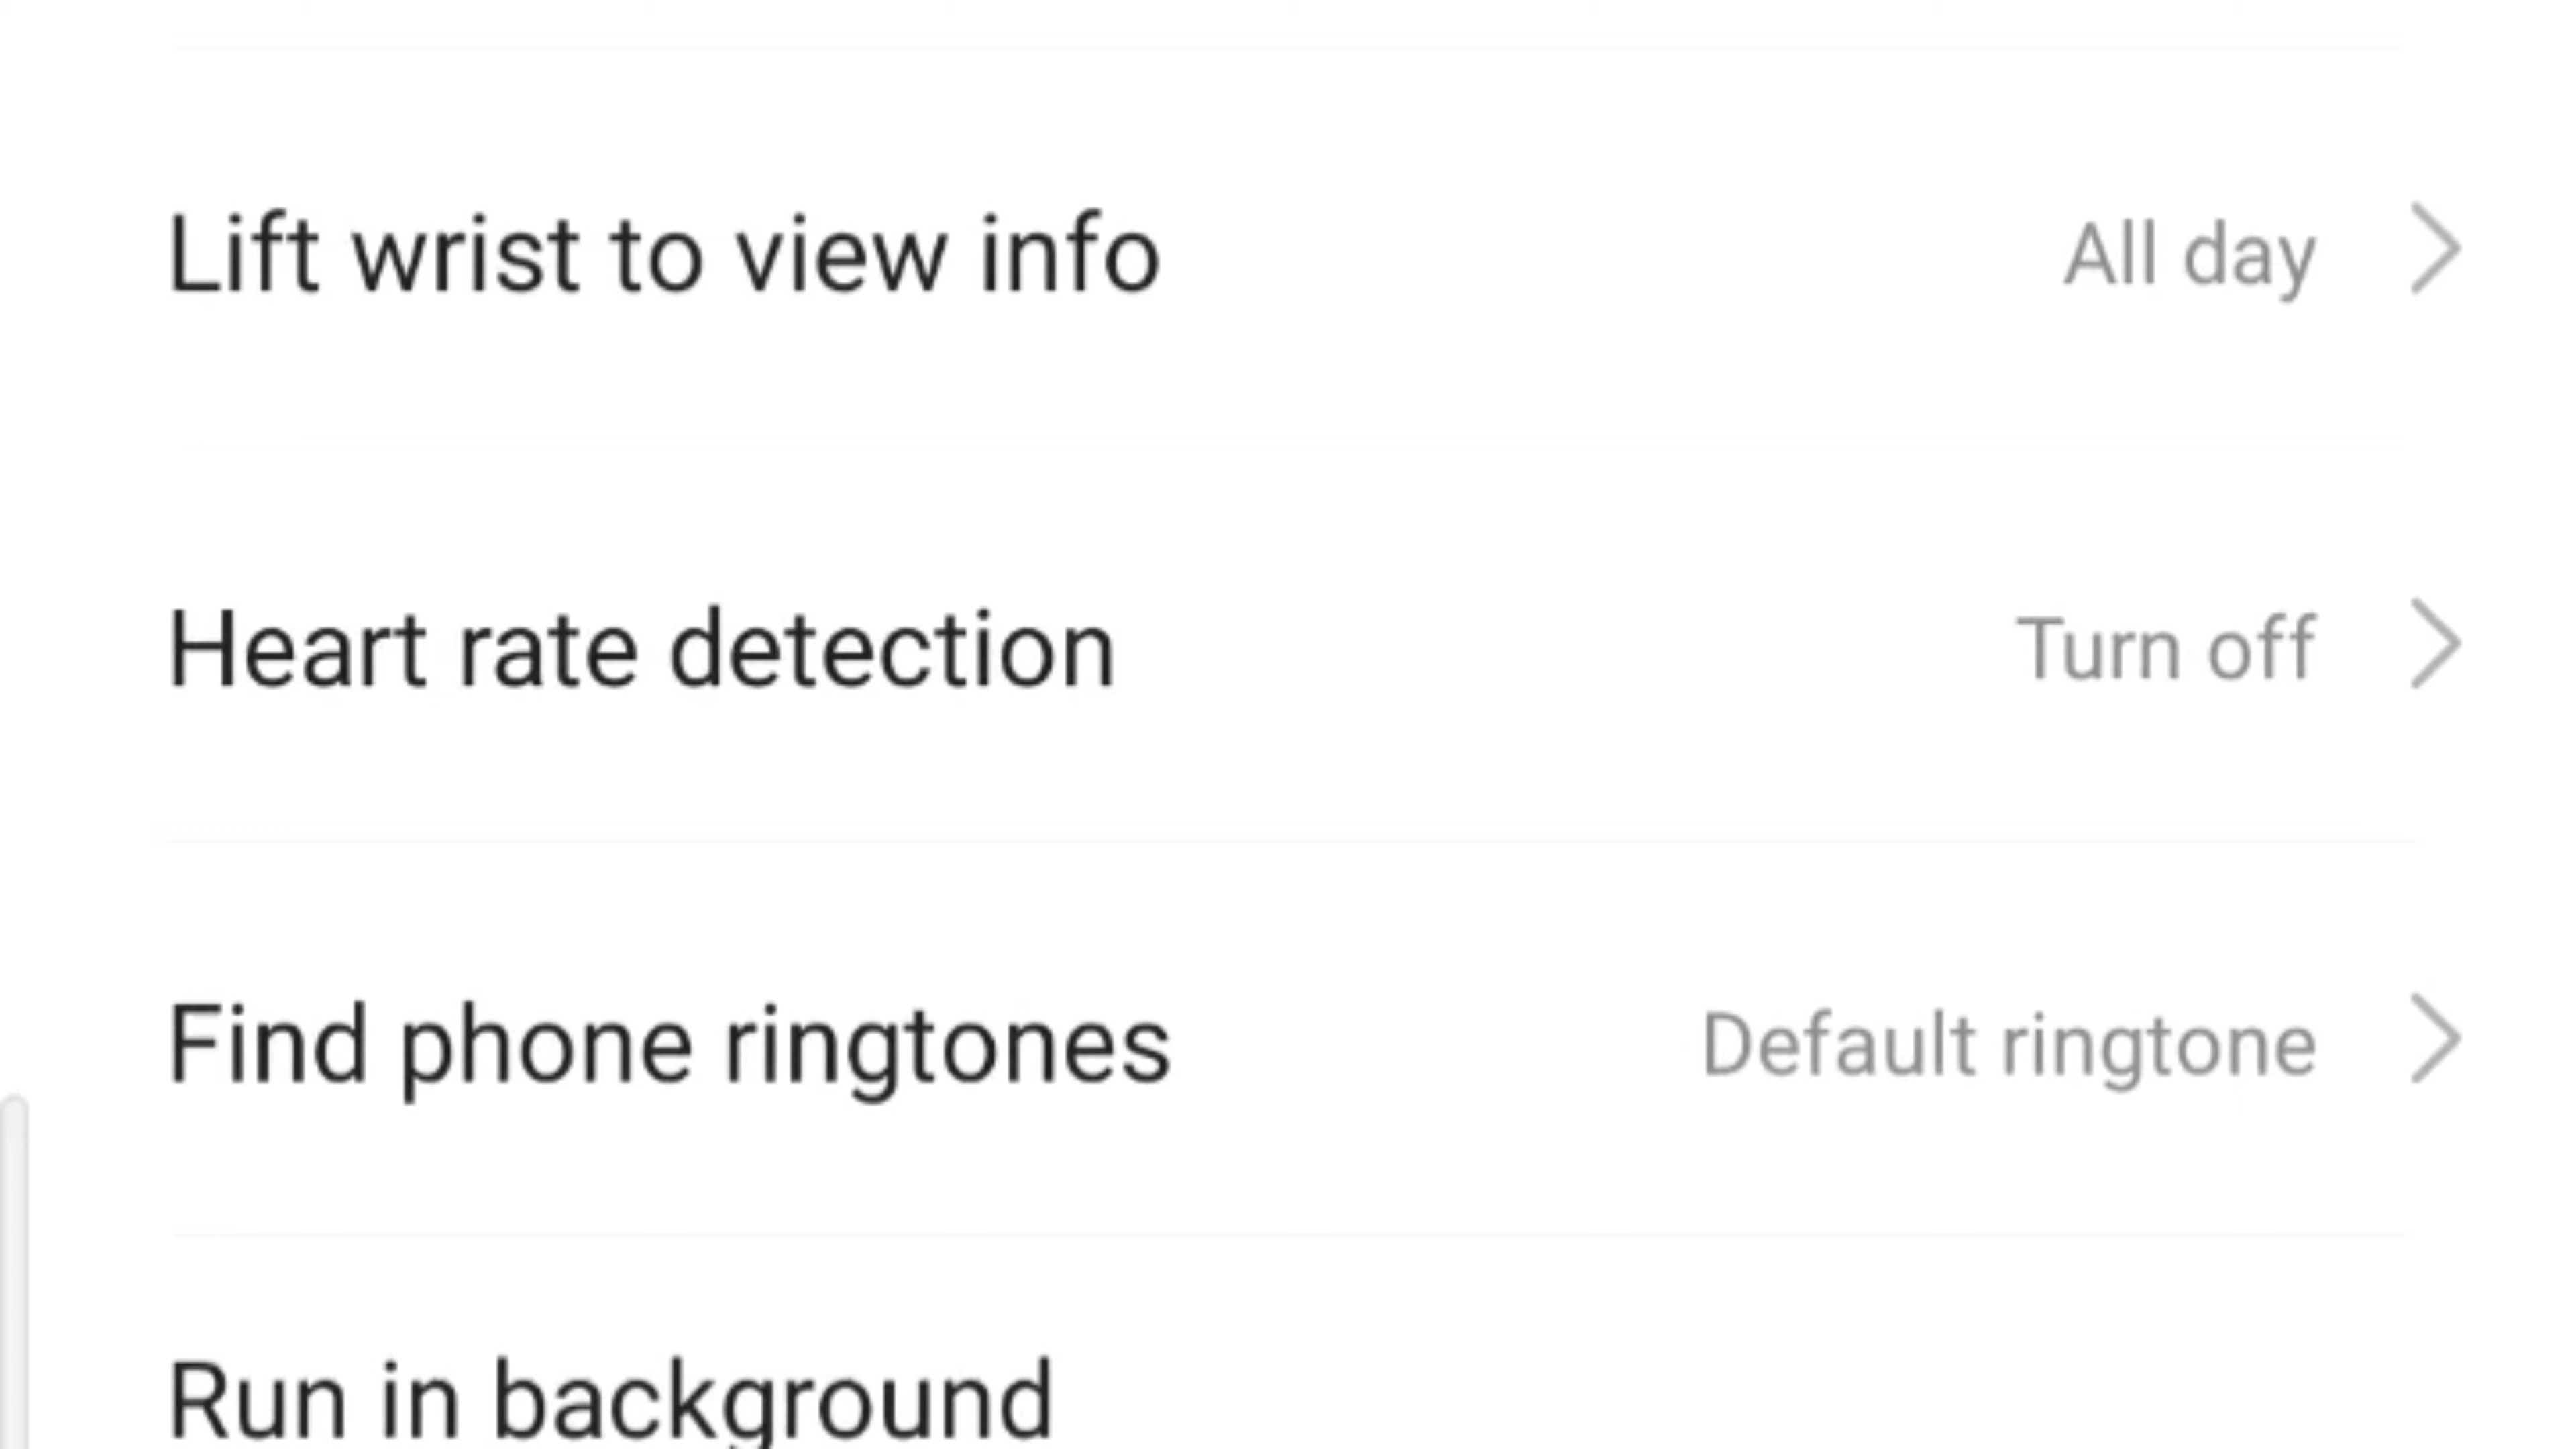 Lift wrist to view info All day
Heart rate detection Turn off
Find phone ringtones Default ringtone
Run in background